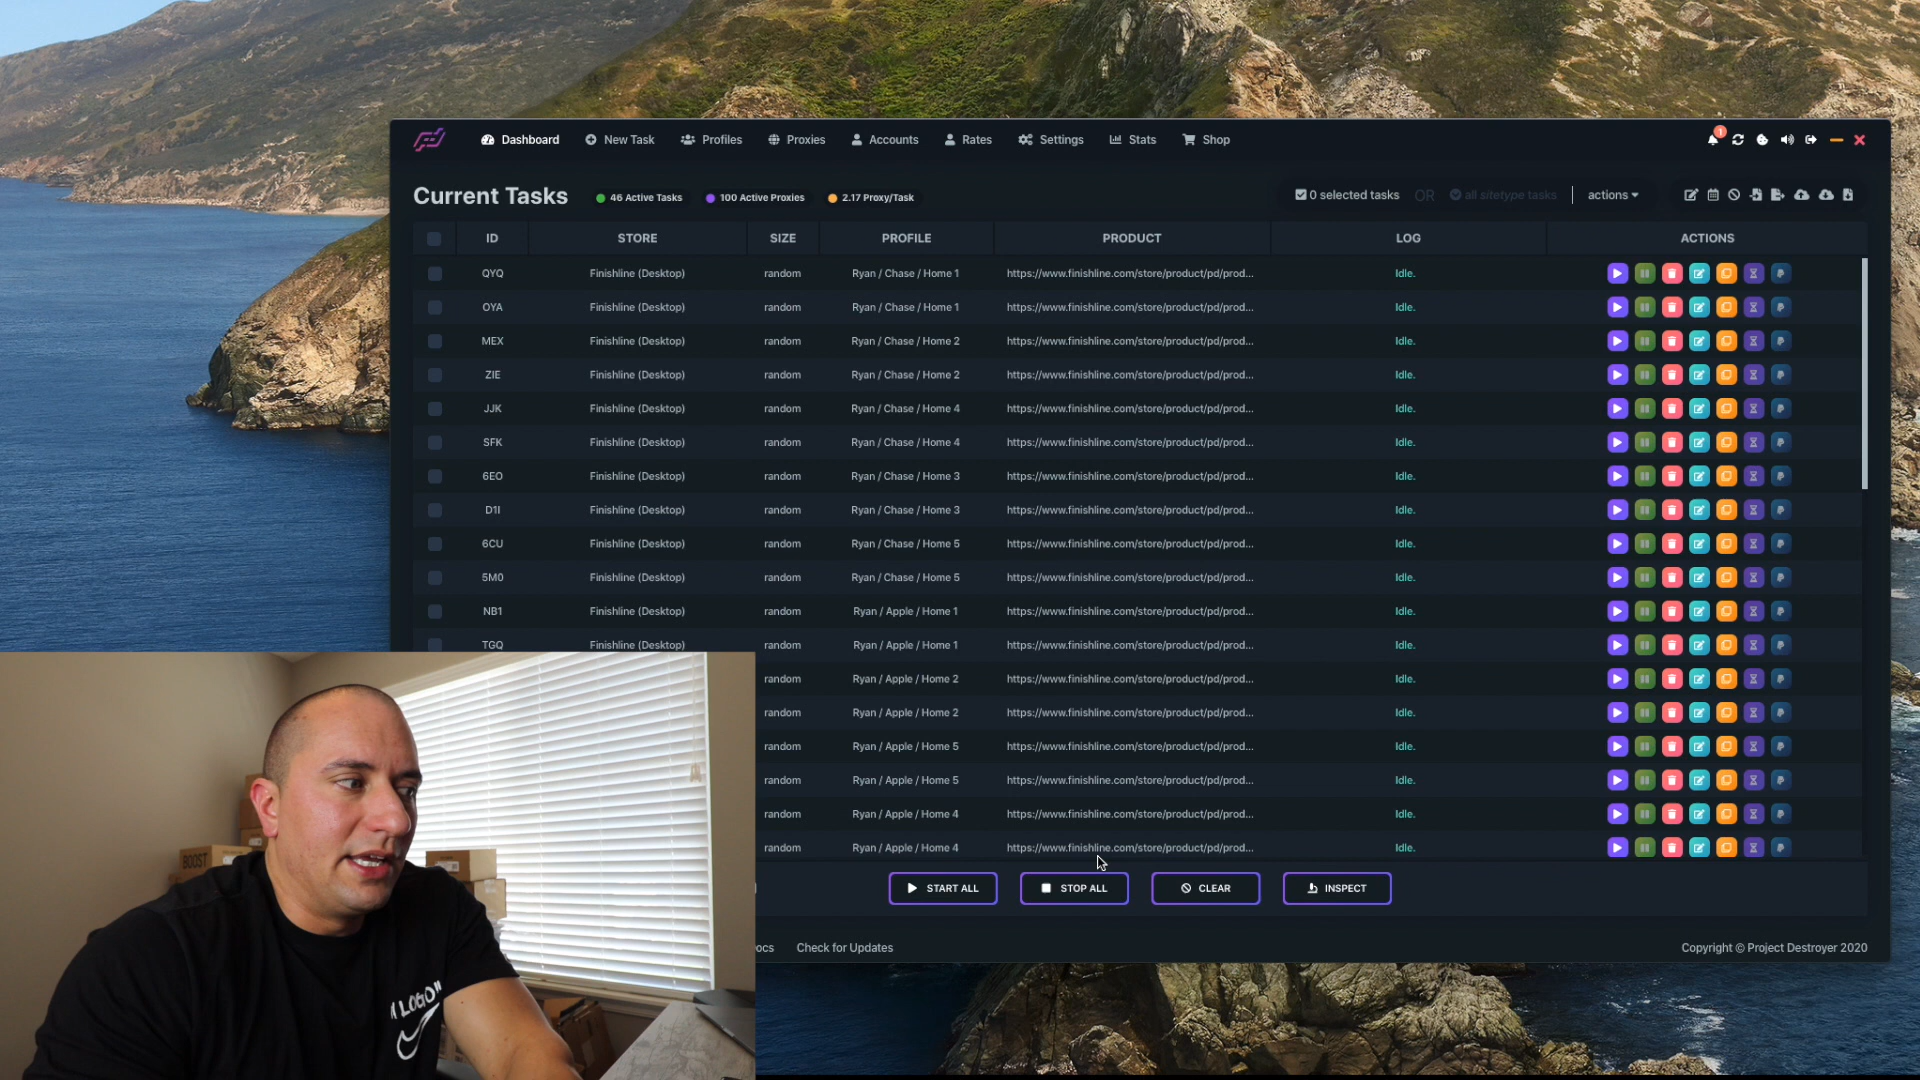 Dashboard New Task Profiles Proxies Accounts Rates Settings Stats Shop 1
Current Tasks 46 Active Tasks 100 Active Proxies 2.17 Proxy/Task 0 selected tasks OR all sitetype tasks actions
ID STORE SIZE PROFILE PRODUCT LOG ACTIONS
QYQ Finishline (Desktop) random Ryan / Chase / Home 1 https://www.finishline.com/store/product/pd/prod... Idle.
OYA Finishline (Desktop) random Ryan / Chase / Home 1 https://www.finishline.com/store/product/pd/prod... Idle.
MEX Finishline (Desktop) random Ryan / Chase / Home 2 https://www.finishline.com/store/product/pd/prod... Idle.
ZIE Finishline (Desktop) random Ryan / Chase / Home 2 https://www.finishline.com/store/product/pd/prod... Idle.
JJK Finishline (Desktop) random Ryan / Chase / Home 4 https://www.finishline.com/store/product/pd/prod... Idle.
SFK Finishline (Desktop) random Ryan / Chase / Home 4 https://www.finishline.com/store/product/pd/prod... Idle.
6EO Finishline (Desktop) random Ryan / Chase / Home 3 https://www.finishline.com/store/product/pd/prod... Idle.
D1I Finishline (Desktop) random Ryan / Chase / Home 3 https://www.finishline.com/store/product/pd/prod... Idle.
6CU Finishline (Desktop) random Ryan / Chase / Home 5 https://www.finishline.com/store/product/pd/prod... Idle.
5M0 Finishline (Desktop) random Ryan / Chase / Home 5 https://www.finishline.com/store/product/pd/prod... Idle.
NB1 Finishline (Desktop) random Ryan / Apple / Home 1 https://www.finishline.com/store/product/pd/prod... Idle.
TGQ Finishline (Desktop) random Ryan / Apple / Home 1 https://www.finishline.com/store/product/pd/prod... Idle.
random Ryan / Apple / Home 2 https://www.finishline.com/store/product/pd/prod... Idle.
random Ryan / Apple / Home 2 https://www.finishline.com/store/product/pd/prod... Idle.
random Ryan / Apple / Home 5 https://www.finishline.com/store/product/pd/prod... Idle.
random Ryan / Apple / Home 5 https://www.finishline.com/store/product/pd/prod... Idle.
random Ryan / Apple / Home 4 https://www.finishline.com/store/product/pd/prod... Idle.
random Ryan / Apple / Home 4 https://www.finishline.com/store/product/pd/prod... Idle.
START ALL STOP ALL CLEAR INSPECT
ocs Check for Updates Copyright © Project Destroyer 2020
BOOST
LOGO"